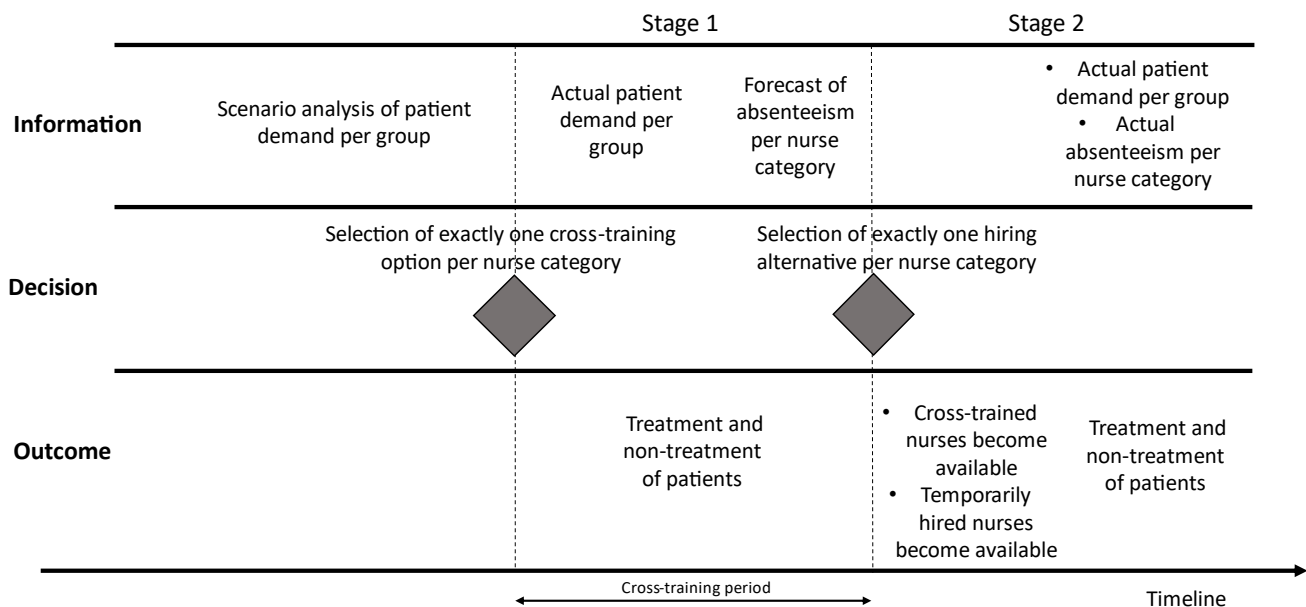 Stage 1
Stage 2
Information
Scenario analysis of patient
demand per group
Actual patient
demand per
group
Forecast of
absenteeism
per nurse
category
• Actual patient
demand per group
• Actual
absenteeism per
nurse category
Decision
Selection of exactly one cross-training
option per nurse category
Selection of exactly one hiring
alternative per nurse category
Outcome
Treatment and
non-treatment
of patients
• Cross-trained
nurses become
available
• Temporarily
hired nurses
become available
Treatment and
non-treatment
of patients
Cross-training period
Timeline